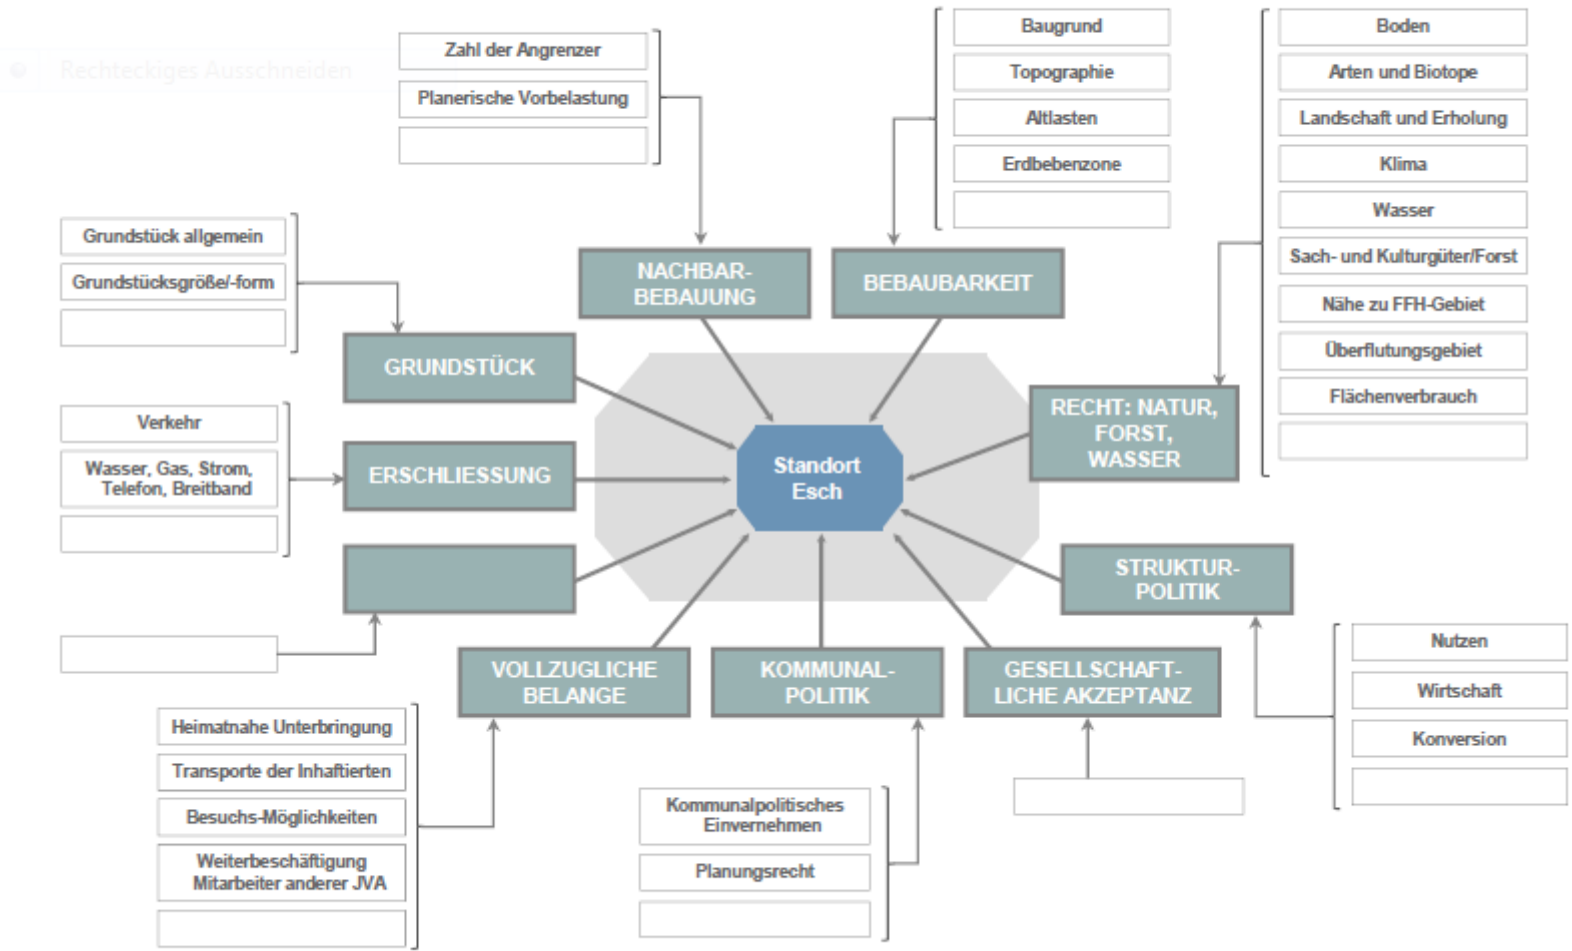 Rechteckiges Ausschneiden
Zahl der Angrenzer
Planerische Vorbelastung
Baugrund
Topographie
Altlasten
Erdbebenzone
Boden
Arten und Biotope
Landschaft und Erholung
Klima
Wasser
Sach- und Kulturgüter/Forst
Nähe zu FFH-Gebiet
Überflutungsgebiet
Flächenverbrauch
Grundstück allgemein
Grundstücksgröße/-form
NACHBAR-
BEBAUUNG
BEBAUBARKEIT
GRUNDSTÜCK
RECHT: NATUR,
FORST,
WASSER
Verkehr
Wasser, Gas, Strom,
Telefon, Breitband
ERSCHLIESSUNG
Standort
Esch
STRUKTUR-
POLITIK
VOLLZUGLICHE
BELANGE
KOMMUNAL-
POLITIK
GESELLSCHAFT-
LICHE AKZEPTANZ
Nutzen
Wirtschaft
Konversion
Heimatnahe Unterbringung
Transporte der Inhaftierten
Besuchs-Möglichkeiten
Weiterbeschäftigung
Mitarbeiter anderer JVA
Kommunalpolitisches
Einvernehmen
Planungsrecht